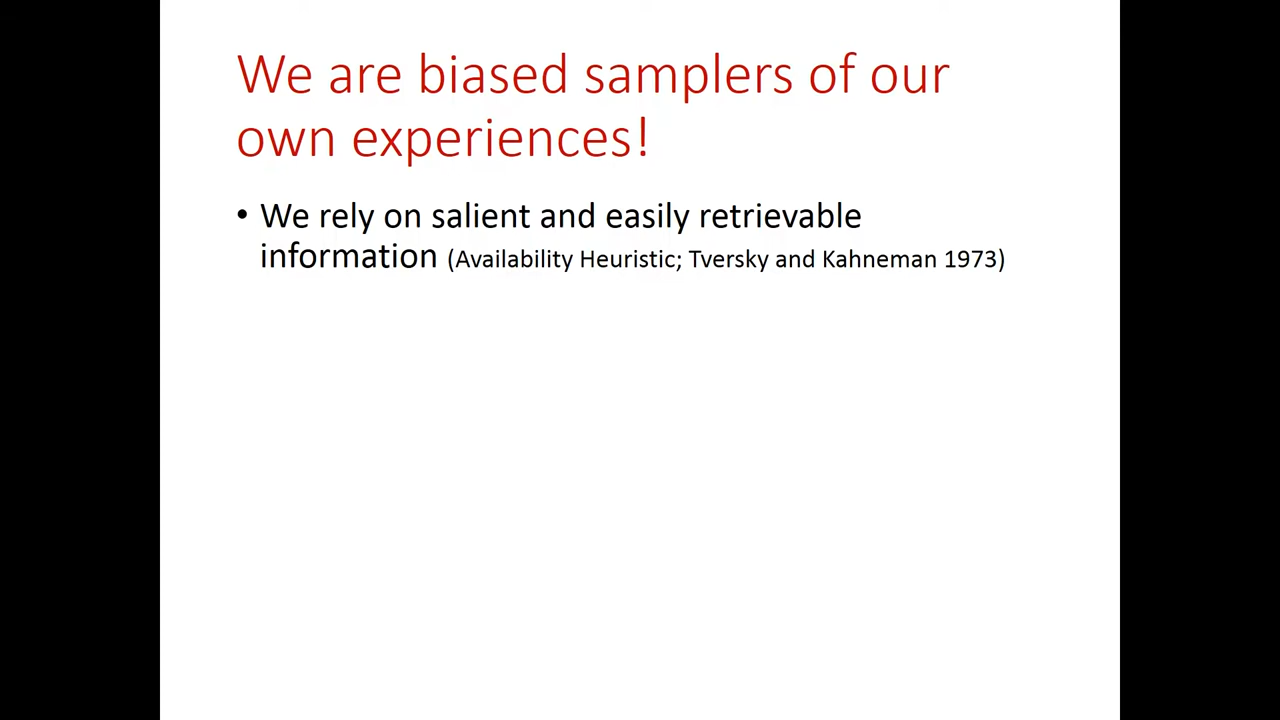 We are biased samplers of our
own experiences!
• We rely on salient and easily retrievable
information (Availability Heuristic; Tversky and Kahneman 1973)